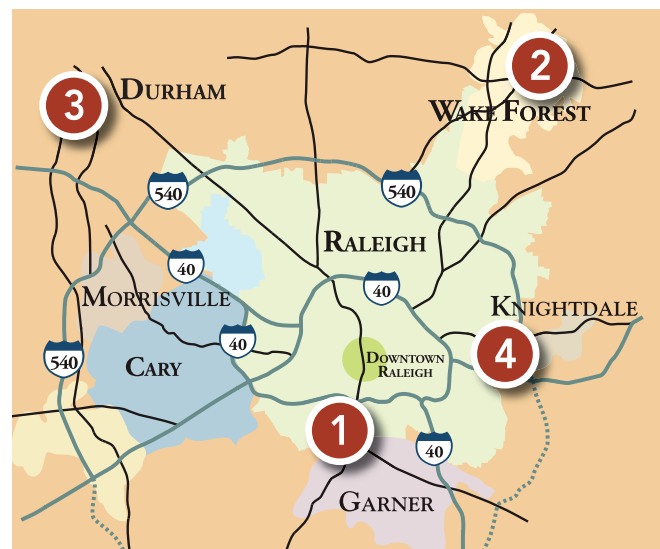 2
3
DURHAM
WAKE FOREST
540
540
RALEIGH
40
40
MORRISVILLE
KNIGHTDALE
40
540
CARY
DOWNTOWN
RALEIGH
4
1
40
GARNER